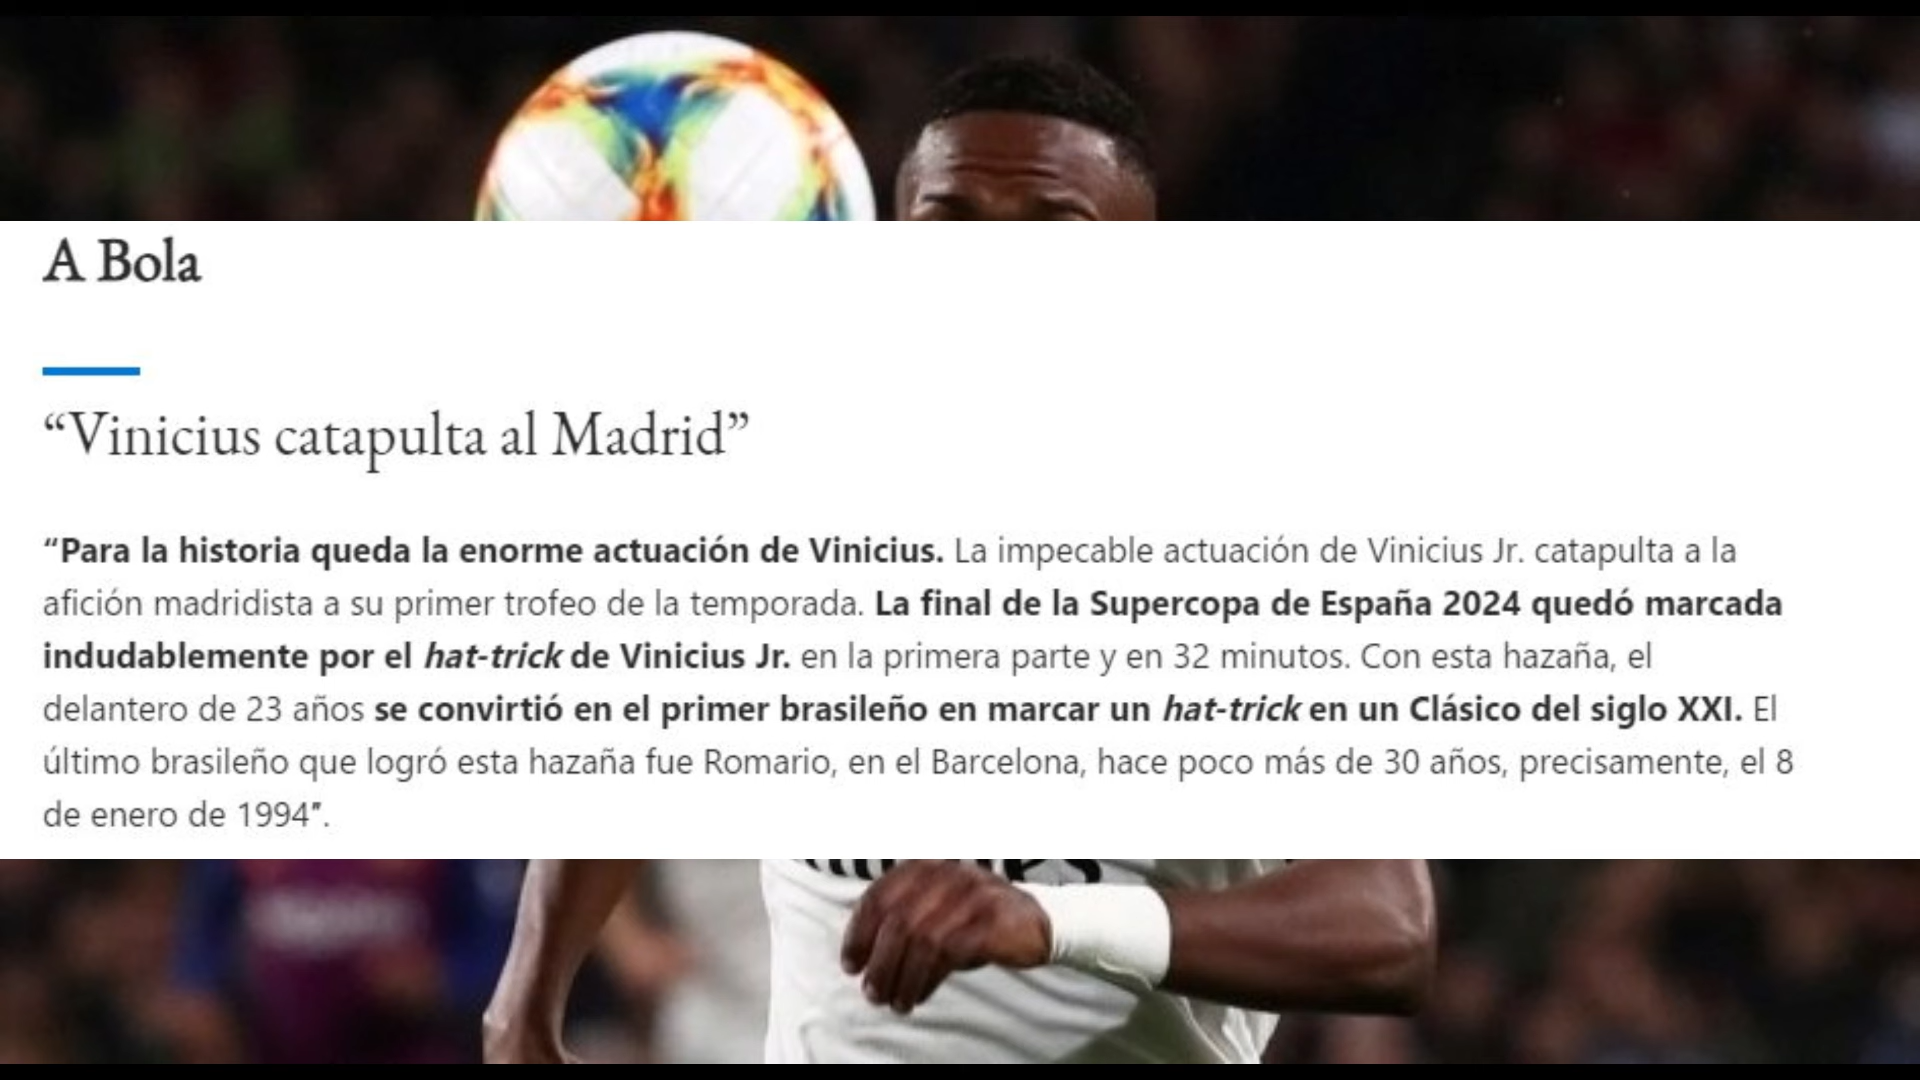 A Bola
“Vinicius catapulta al Madrid”
“Para la historia queda la enorme actuación de Vinicius. La impecable actuación de Vinicius Jr. catapulta a la
afición madridista a su primer trofeo de la temporada. La final de la Supercopa de España 2024 quedó marcada
indudablemente por el hat-trick de Vinicius Jr. en la primera parte y en 32 minutos. Con esta hazaña, el
delantero de 23 años se convirtió en el primer brasileño en marcar un hat-trick en un Clásico del siglo XXI. El
último brasileño que logró esta hazaña fue Romario, en el Barcelona, hace poco más de 30 años, precisamente, el 8
de enero de 1994”.